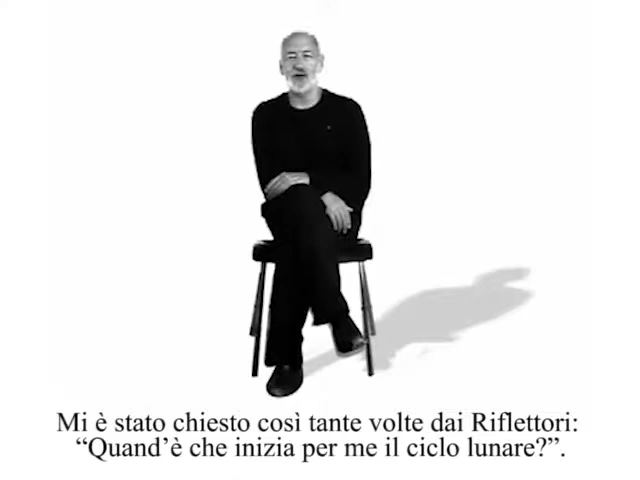 Mi è stato chiesto così tante volte dai Riflettori:
“Quand’è che inizia per me il ciclo lunare?”.